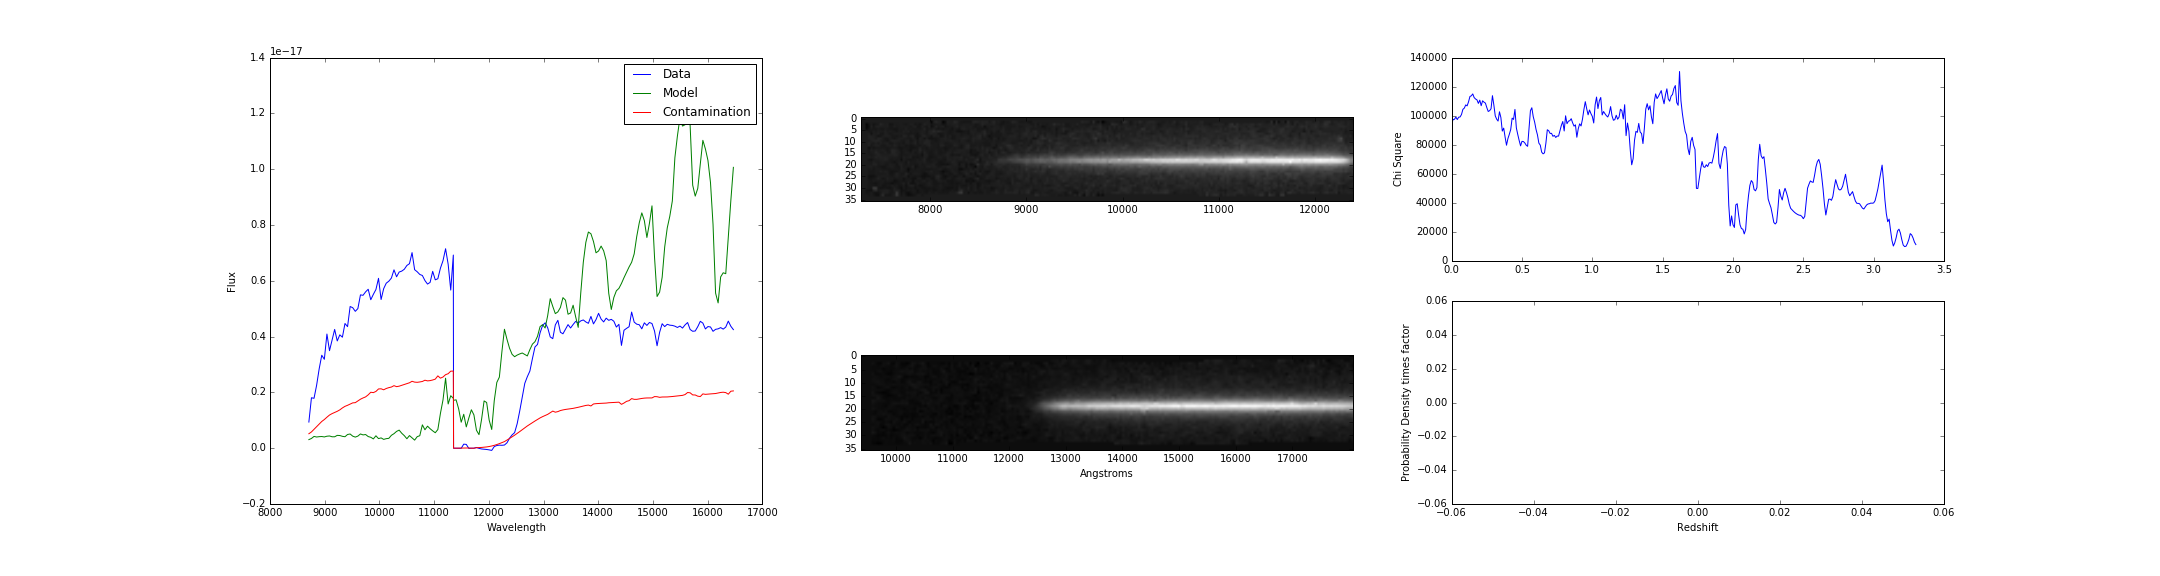 1e−17
1.4
1.2
1.0
0.8
0.6
0.4
0.2
0.0
−0.2
Flux
Data
Model
Contamination
8000 9000 10000 11000 12000 13000 14000 15000 16000 17000
Wavelength
0
5
10
15
20
25
30
35
8000 9000 10000 11000 12000
0
5
10
15
20
25
30
35
10000 11000 12000 13000 14000 15000 16000 17000
Angstroms
140000
120000
100000
80000
60000
40000
20000
0
Chi Square
0.0 0.5 1.0 1.5 2.0 2.5 3.0 3.5
0.06
0.04
0.02
0.00
−0.02
−0.04
−0.06
Probability Density times factor
−0.06 −0.04 −0.02 0.00 0.02 0.04 0.06
Redshift